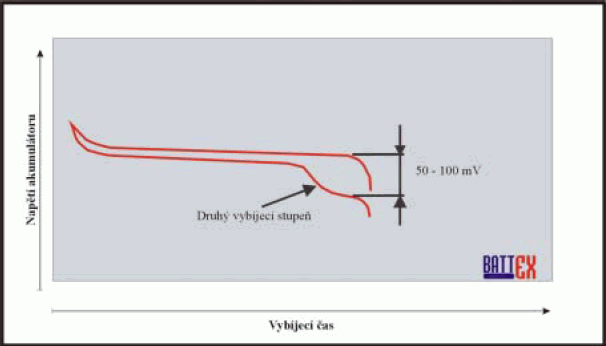 Napětí akumulátoru
50 - 100 mV
Druhý vybíjecí stupeň
BATTEX
Vybíjecí čas